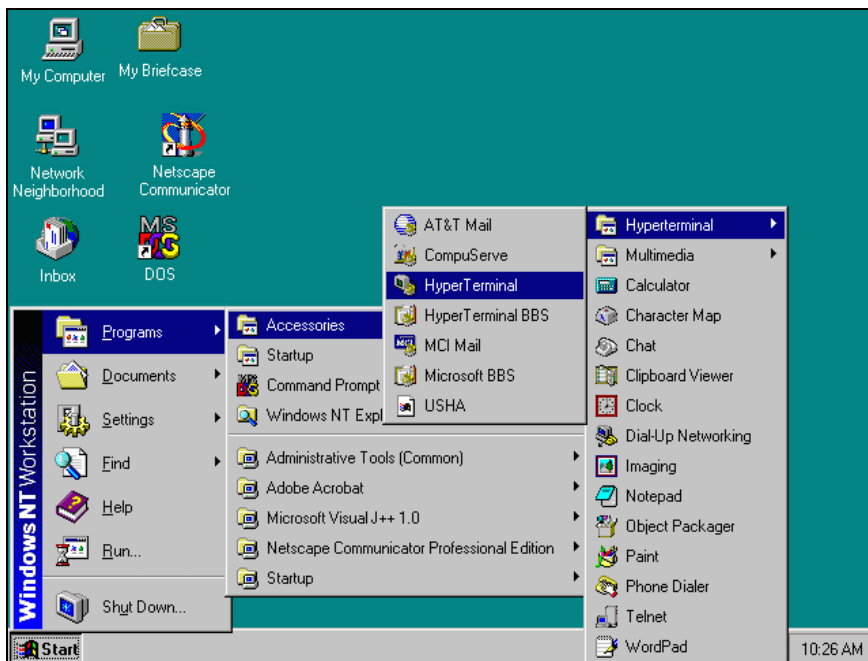 My Computer
My Briefcase
Network
Neighborhood
Netscape
Communicator
Inbox
MS
DOS
DOS
Windows NT Workstation
Programs
Documents
Settings
Find
Help
Run...
Shut Down...
Accessories
Startup
Command Prompt
Windows NT Expl
Administrative Tools (Common)
Adobe Acrobat
Microsoft Visual J++ 1.0
Netscape Communicator Professional Edition
Startup
AT&T Mail
CompuServe
HyperTerminal
HyperTerminal BBS
MCI Mail
Microsoft BBS
USHA
Hyperterminal
Multimedia
Calculator
Character Map
Chat
Clipboard Viewer
Clock
Dial-Up Networking
Imaging
Notepad
Object Packager
Paint
Phone Dialer
Telnet
WordPad
Start
10:26 AM